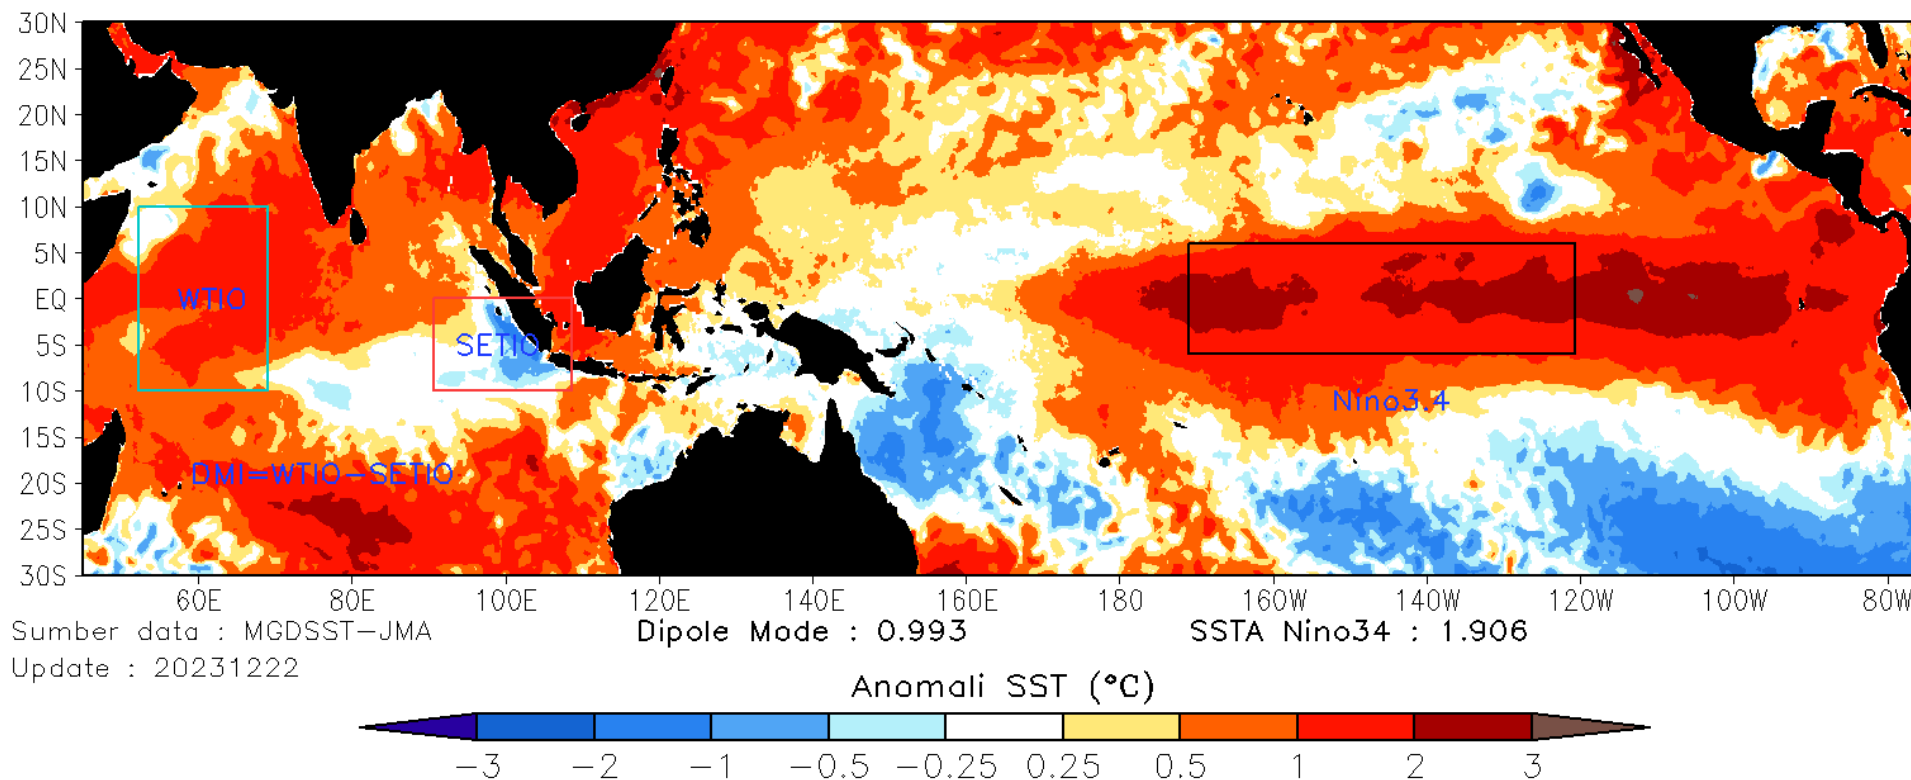 30N
25N
20N
15N
10N
5N
EQ
5S
10S
15S
20S
25S
30S
WTIO
SETIO
Nino3.4
DMI=WTIO−SETIO
60E 80E 100E 120E 140E 160E 180 160W 140W 120W 100W 80W
Sumber data : MGDSST−JMA
Dipole Mode : 0.993
SSTA Nino34 : 1.906
Update : 20231222
Anomali SST (°C)
−3 −2 −1 −0.5 −0.25 0.25 0.5 1 2 3